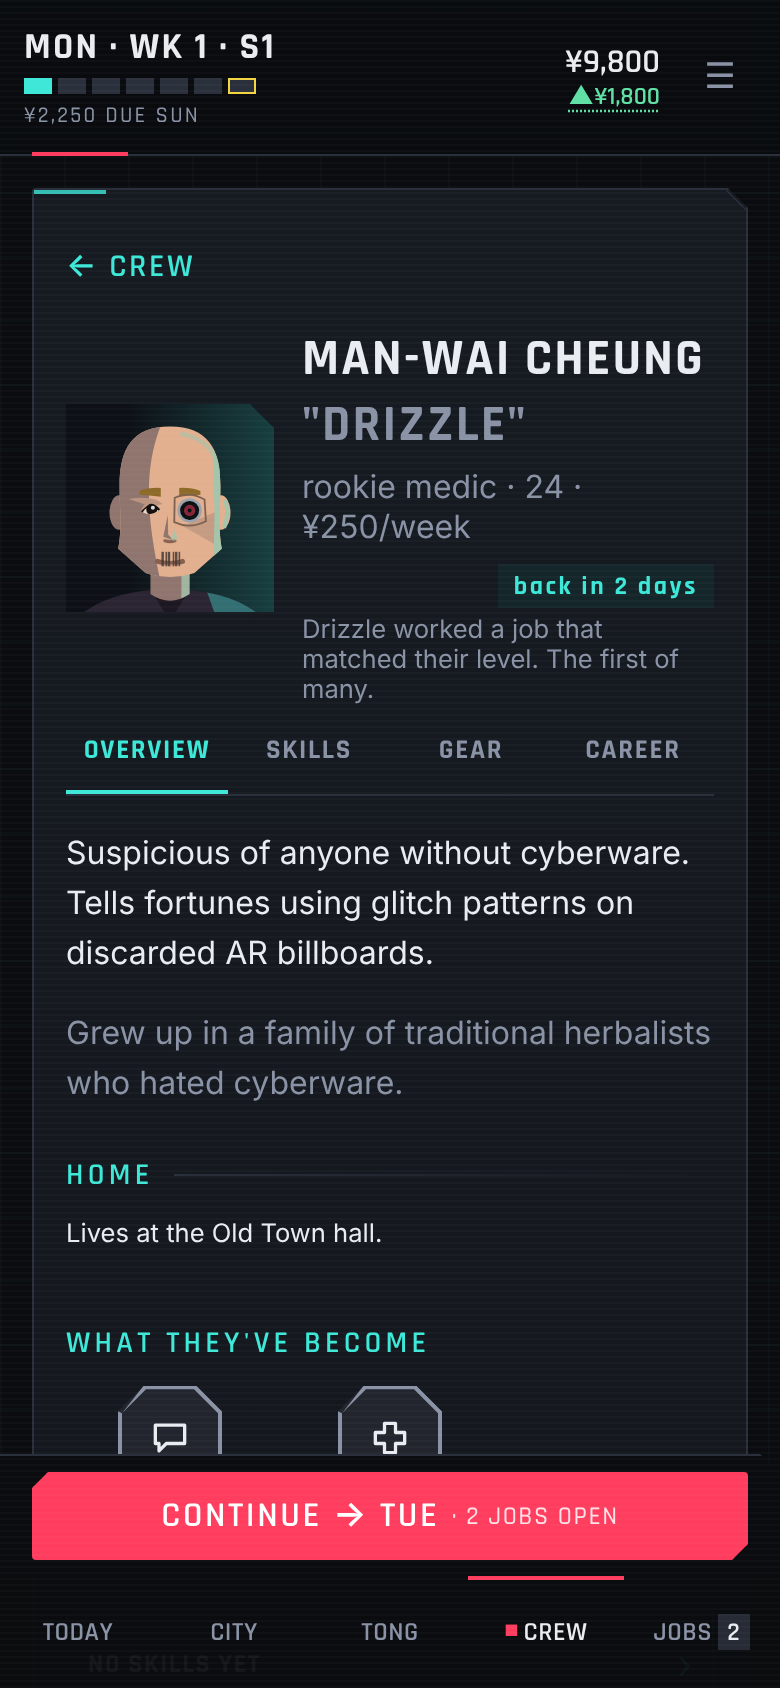 MON · WK 1 · S1
¥2,250 DUE SUN
¥9,800
▲¥1,800
← CREW
MAN-WAI CHEUNG
"DRIZZLE"
rookie medic · 24 ·
¥250/week
back in 2 days
Drizzle worked a job that
matched their level. The first of
many.
OVERVIEW SKILLS GEAR CAREER
Suspicious of anyone without cyberware.
Tells fortunes using glitch patterns on
discarded AR billboards.
Grew up in a family of traditional herbalists
who hated cyberware.
HOME
Lives at the Old Town hall.
WHAT THEY'VE BECOME
CONTINUE → TUE · 2 JOBS OPEN
TODAY CITY TONG CREW JOBS 2
NO SKILLS YET